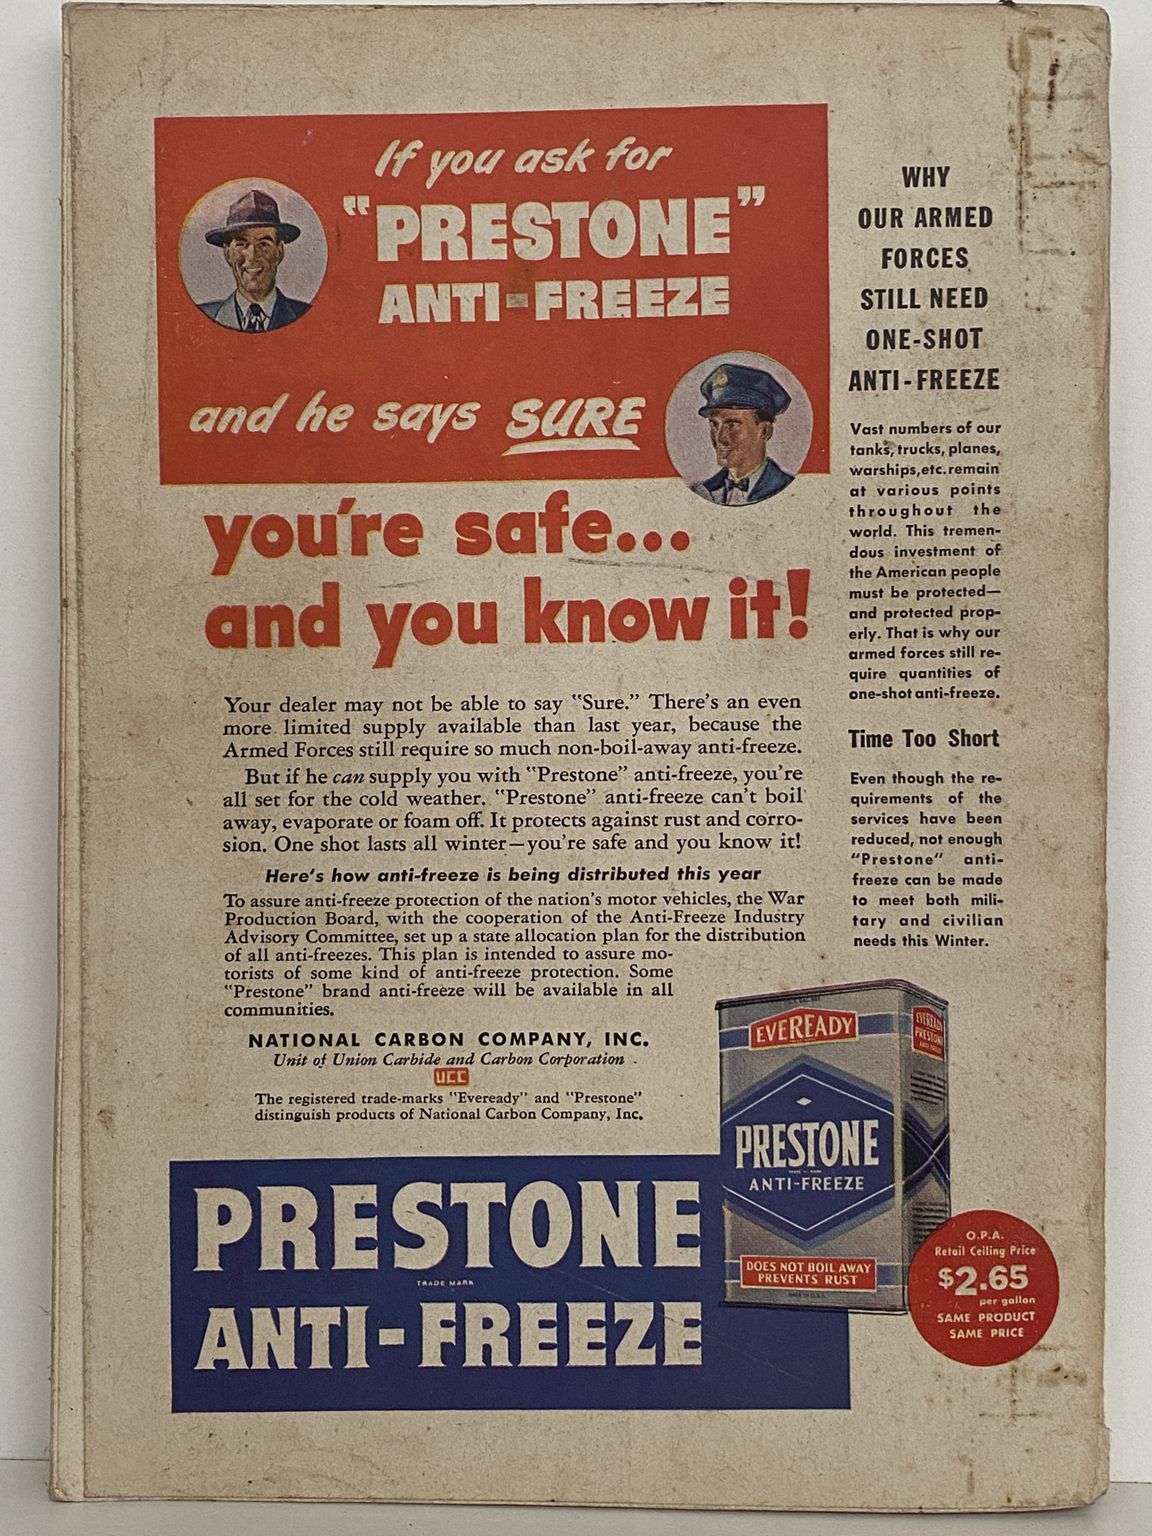 If you ask for
"PRESTONE"
ANTI-FREEZE
and he says SURE
you're safe...
and you know it!
Your dealer may not be able to say "Sure." There's an even
more limited supply available than last year, because the
Armed Forces still require so much non-boil-away anti-freeze.
But if he can supply you with "Prestone" anti-freeze, you're
all set for the cold weather. "Prestone" anti-freeze can't boil
away, evaporate or foam off. It protects against rust and corro-
sion. One shot lasts all winter—you're safe and you know it!
Here's how anti-freeze is being distributed this year
To assure anti-freeze protection of the nation's motor vehicles, the War
Production Board, with the cooperation of the Anti-Freeze Industry
Advisory Committee, set up a state allocation plan for the distribution
of all anti-freezes. This plan is intended to assure mo-
torists of some kind of anti-freeze protection. Some
"Prestone" brand anti-freeze will be available in all
communities.
NATIONAL CARBON COMPANY, INC.
Unit of Union Carbide and Carbon Corporation
UCC
The registered trade-marks "Eveready" and "Prestone"
distinguish products of National Carbon Company, Inc.
WHY
OUR ARMED
FORCES
STILL NEED
ONE-SHOT
ANTI-FREEZE
Vast numbers of our
tanks, trucks, planes,
warships, etc. remain
at various points
throughout the
world. This tremen-
dous investment of
the American people
must be protected—
and protected prop-
erly. That is why our
armed forces still re-
quire quantities of
one-shot anti-freeze.
Time Too Short
Even though the re-
quirements of the
services have been
reduced, not enough
"Prestone" anti-
freeze can be made
to meet both mili-
tary and civilian
needs this Winter.
EVEREADY
PRESTONE
TRADE MARK
ANTI-FREEZE
DOES NOT BOIL AWAY
PREVENTS RUST
EVEREADY
PRESTONE
ANTI-FREEZE
PRESTONE
TRADE MARK
ANTI-FREEZE
O.P.A.
Retail Ceiling Price
$2.65
per gallon
SAME PRODUCT
SAME PRICE